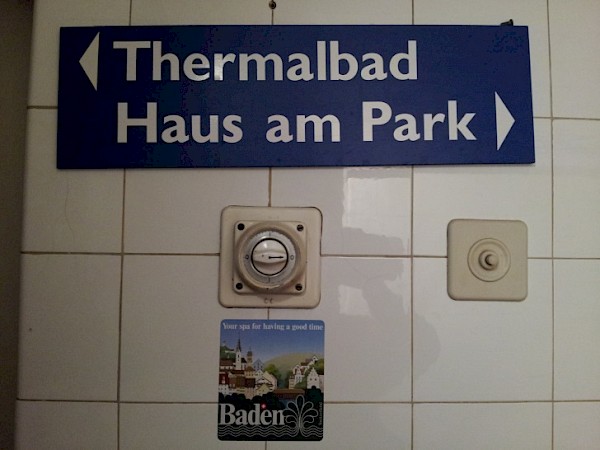 Thermalbad
Haus am Park
Your spa for having a good time
Baden